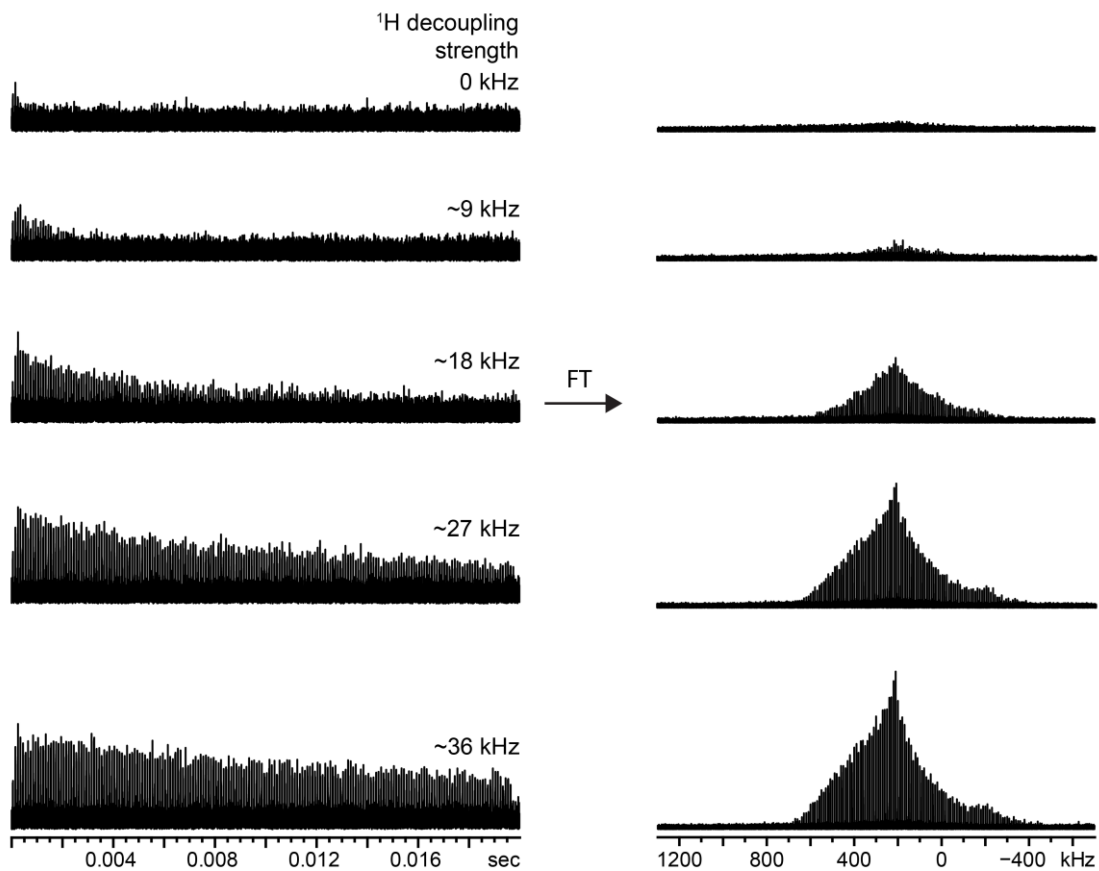 ¹H decoupling
strength
0 kHz
~9 kHz
~18 kHz
FT
~27 kHz
~36 kHz
0.004 0.008 0.012 0.016 sec
1200 800 400 0 −400 kHz